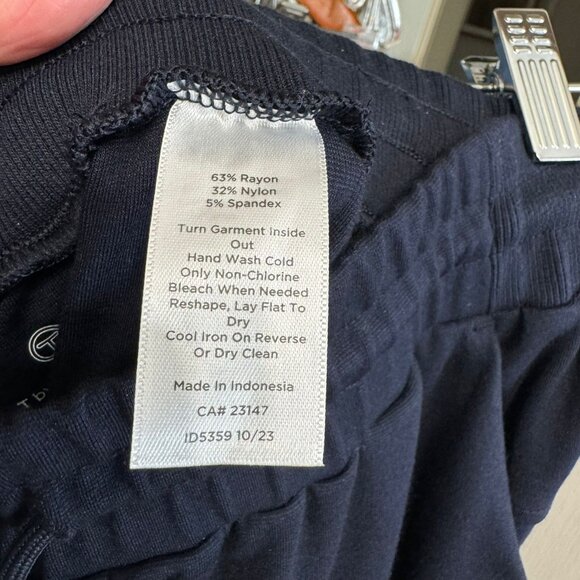 63% Rayon
32% Nylon
5% Spandex
Turn Garment Inside
Out
Hand Wash Cold
Only Non-Chlorine
Bleach When Needed
Reshape, Lay Flat To
Dry
Cool Iron On Reverse
Or Dry Clean
Made In Indonesia
CA# 23147
ID5359 10/23